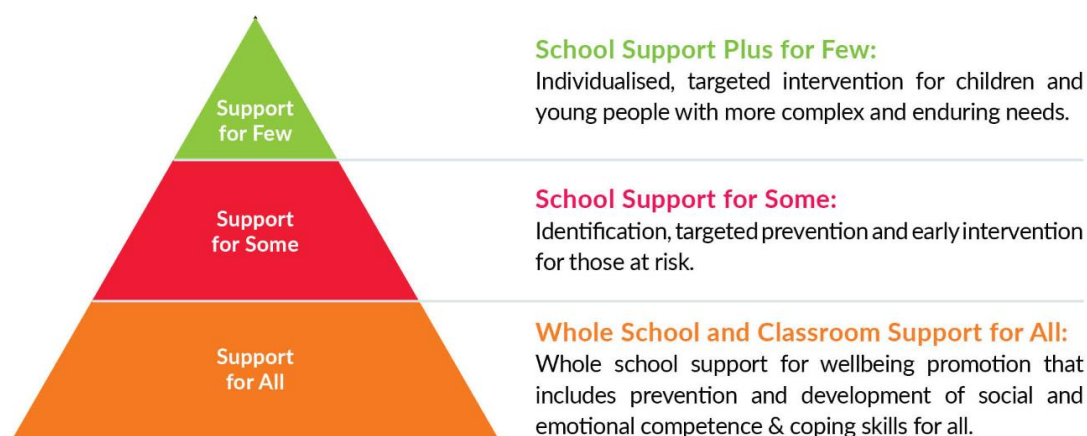 Support
for Few
School Support Plus for Few:
Individualised, targeted intervention for children and
young people with more complex and enduring needs.
Support
for Some
School Support for Some:
Identification, targeted prevention and early intervention
for those at risk.
Support
for All
Whole School and Classroom Support for All:
Whole school support for wellbeing promotion that
includes prevention and development of social and
emotional competence & coping skills for all.